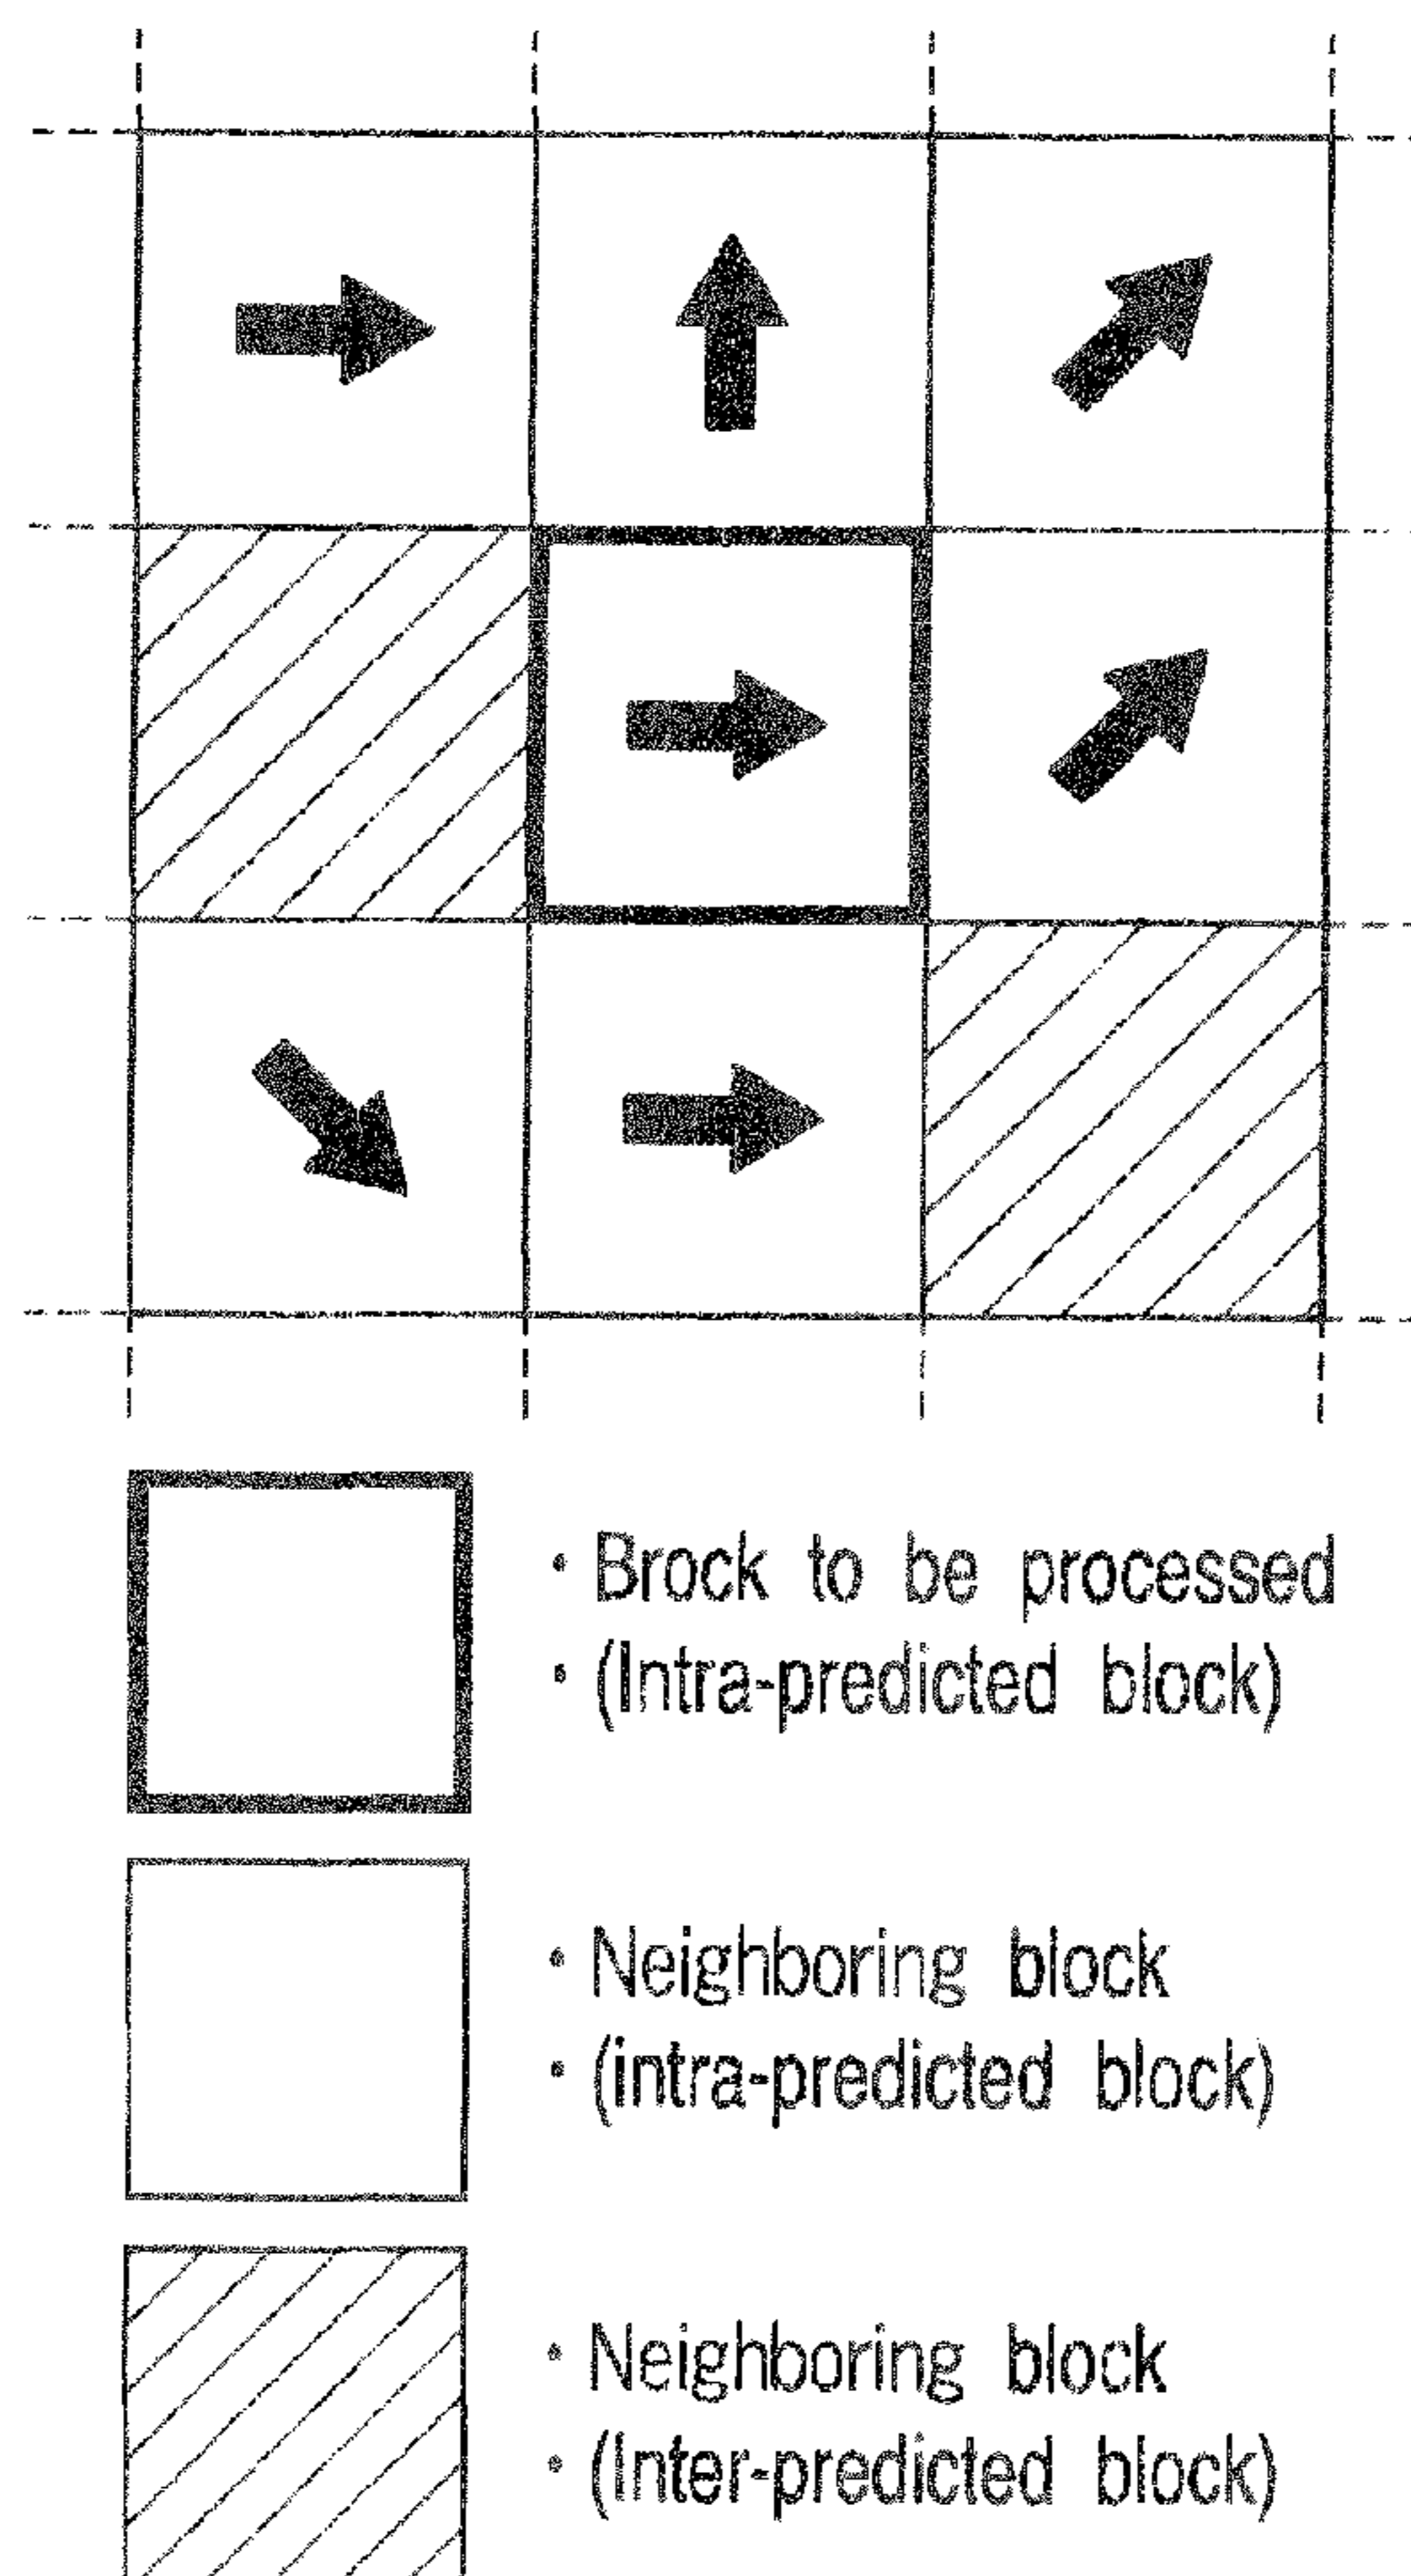 · Brock to be processed
· (Intra-predicted block)
· Neighboring block
· (intra-predicted block)
· Neighboring block
· (Inter-predicted block)